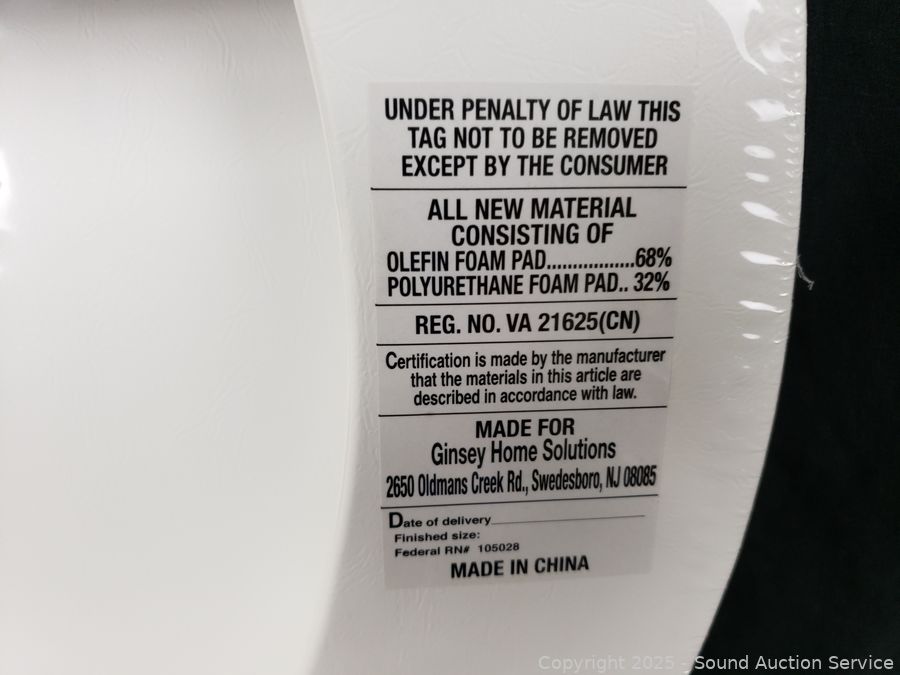 UNDER PENALTY OF LAW THIS
TAG NOT TO BE REMOVED
EXCEPT BY THE CONSUMER
ALL NEW MATERIAL
CONSISTING OF
OLEFIN FOAM PAD.................68%
POLYURETHANE FOAM PAD.. 32%
REG. NO. VA 21625(CN)
Certification is made by the manufacturer
that the materials in this article are
described in accordance with law.
MADE FOR
Ginsey Home Solutions
2650 Oldmans Creek Rd., Swedesboro, NJ 08085
Date of delivery
Finished size:
Federal RN# 105028
MADE IN CHINA
Copyright 2025 - Sound Auction Service